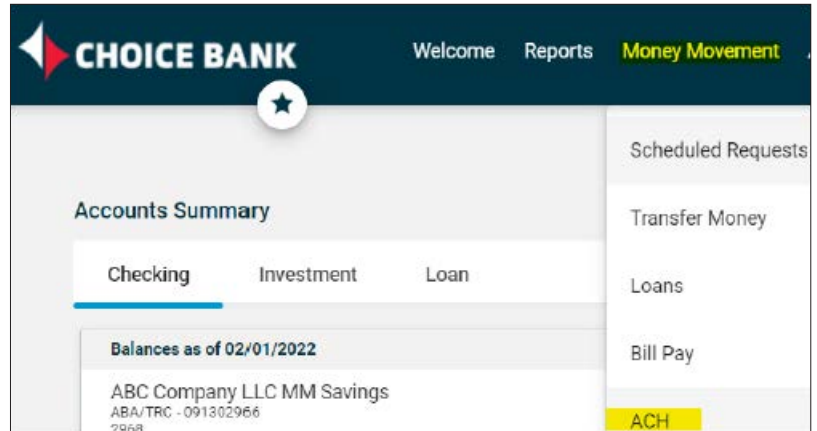 CHOICE BANK
Welcome Reports Money Movement
Scheduled Requests
Transfer Money
Loans
Bill Pay
ACH
Accounts Summary
Checking Investment Loan
Balances as of 02/01/2022
ABC Company LLC MM Savings
ABA/TRC - 091302966
2968